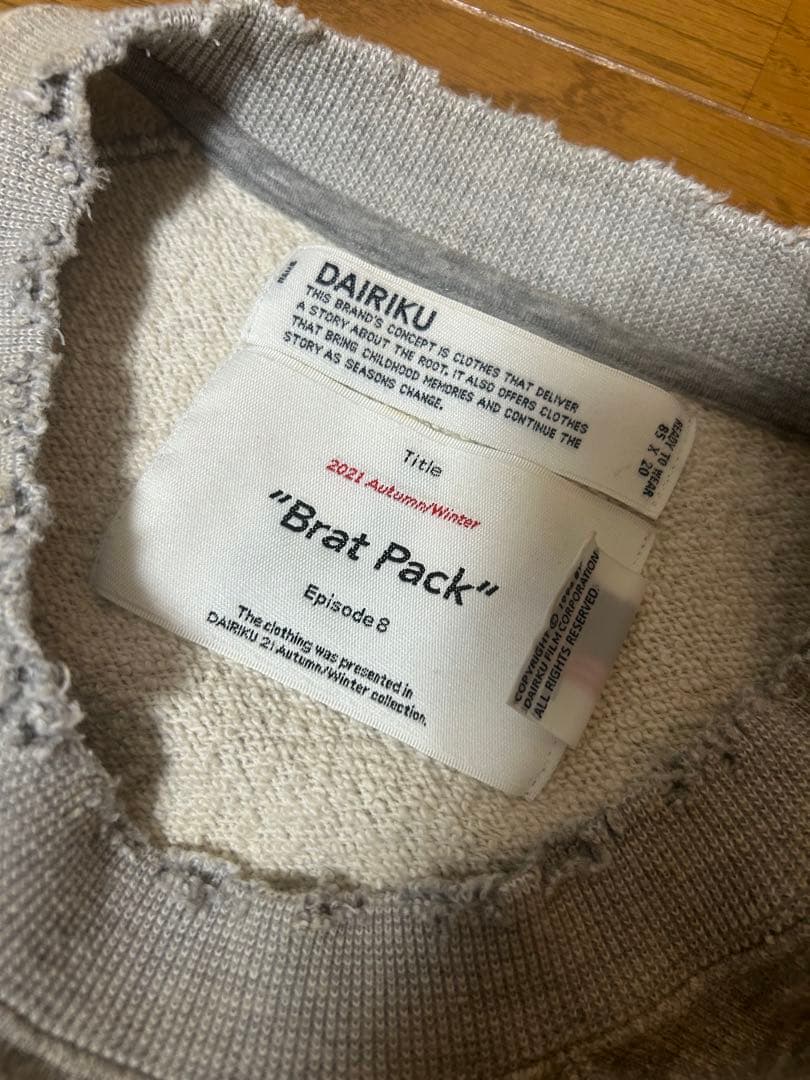 DAIRIKU
THIS BRAND'S CONCEPT IS CLOTHES THAT DELIVER
A STORY ABOUT THE ROOT. IT ALSO OFFERS CLOTHES
THAT BRING CHILDHOOD MEMORIES AND CONTINUE THE
STORY AS SEASONS CHANGE.
READY TO WEAR
85 X 20
Title
2021 Autumn/Winter
"Brat Pack"
Episode 8
The clothing was presented in
DAIRIKU 21 Autumn/Winter collection.
COPYRIGHT © 1994 BY
DAIRIKU FILM CORPORATION
ALL RIGHTS RESERVED.